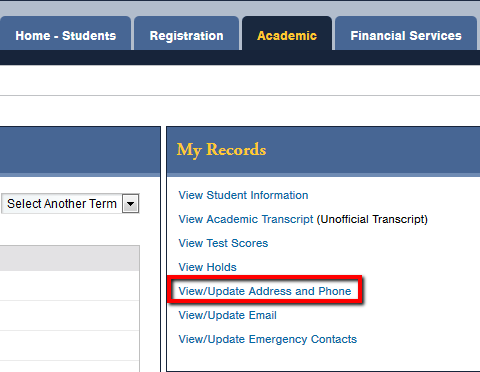 Home - Students
Registration
Academic
Financial Services
Select Another Term
My Records
View Student Information
View Academic Transcript (Unofficial Transcript)
View Test Scores
View Holds
View/Update Address and Phone
View/Update Email
View/Update Emergency Contacts